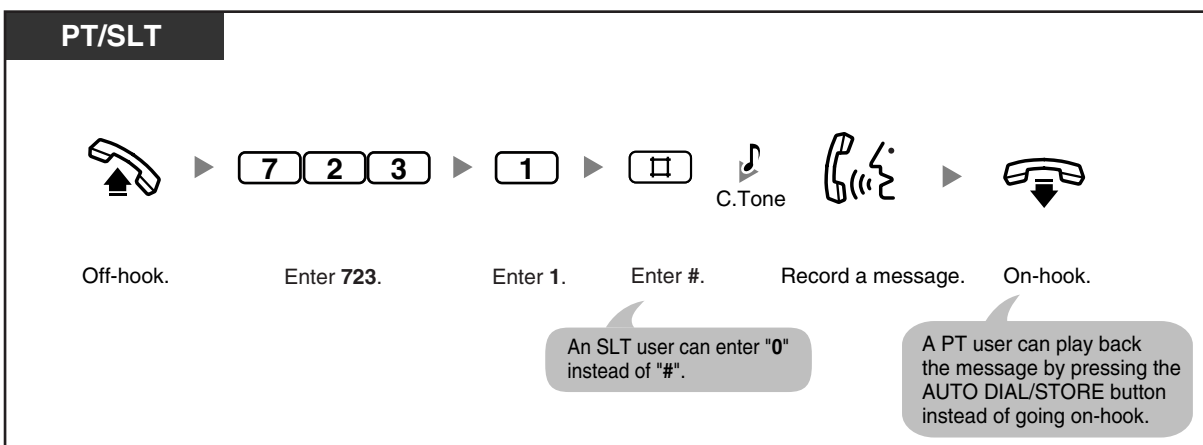 PT/SLT
7 2 3
1
#
C.Tone
Off-hook.
Enter 723.
Enter 1.
Enter #.
Record a message.
On-hook.
An SLT user can enter "0"
instead of "#".
A PT user can play back
the message by pressing the
AUTO DIAL/STORE button
instead of going on-hook.